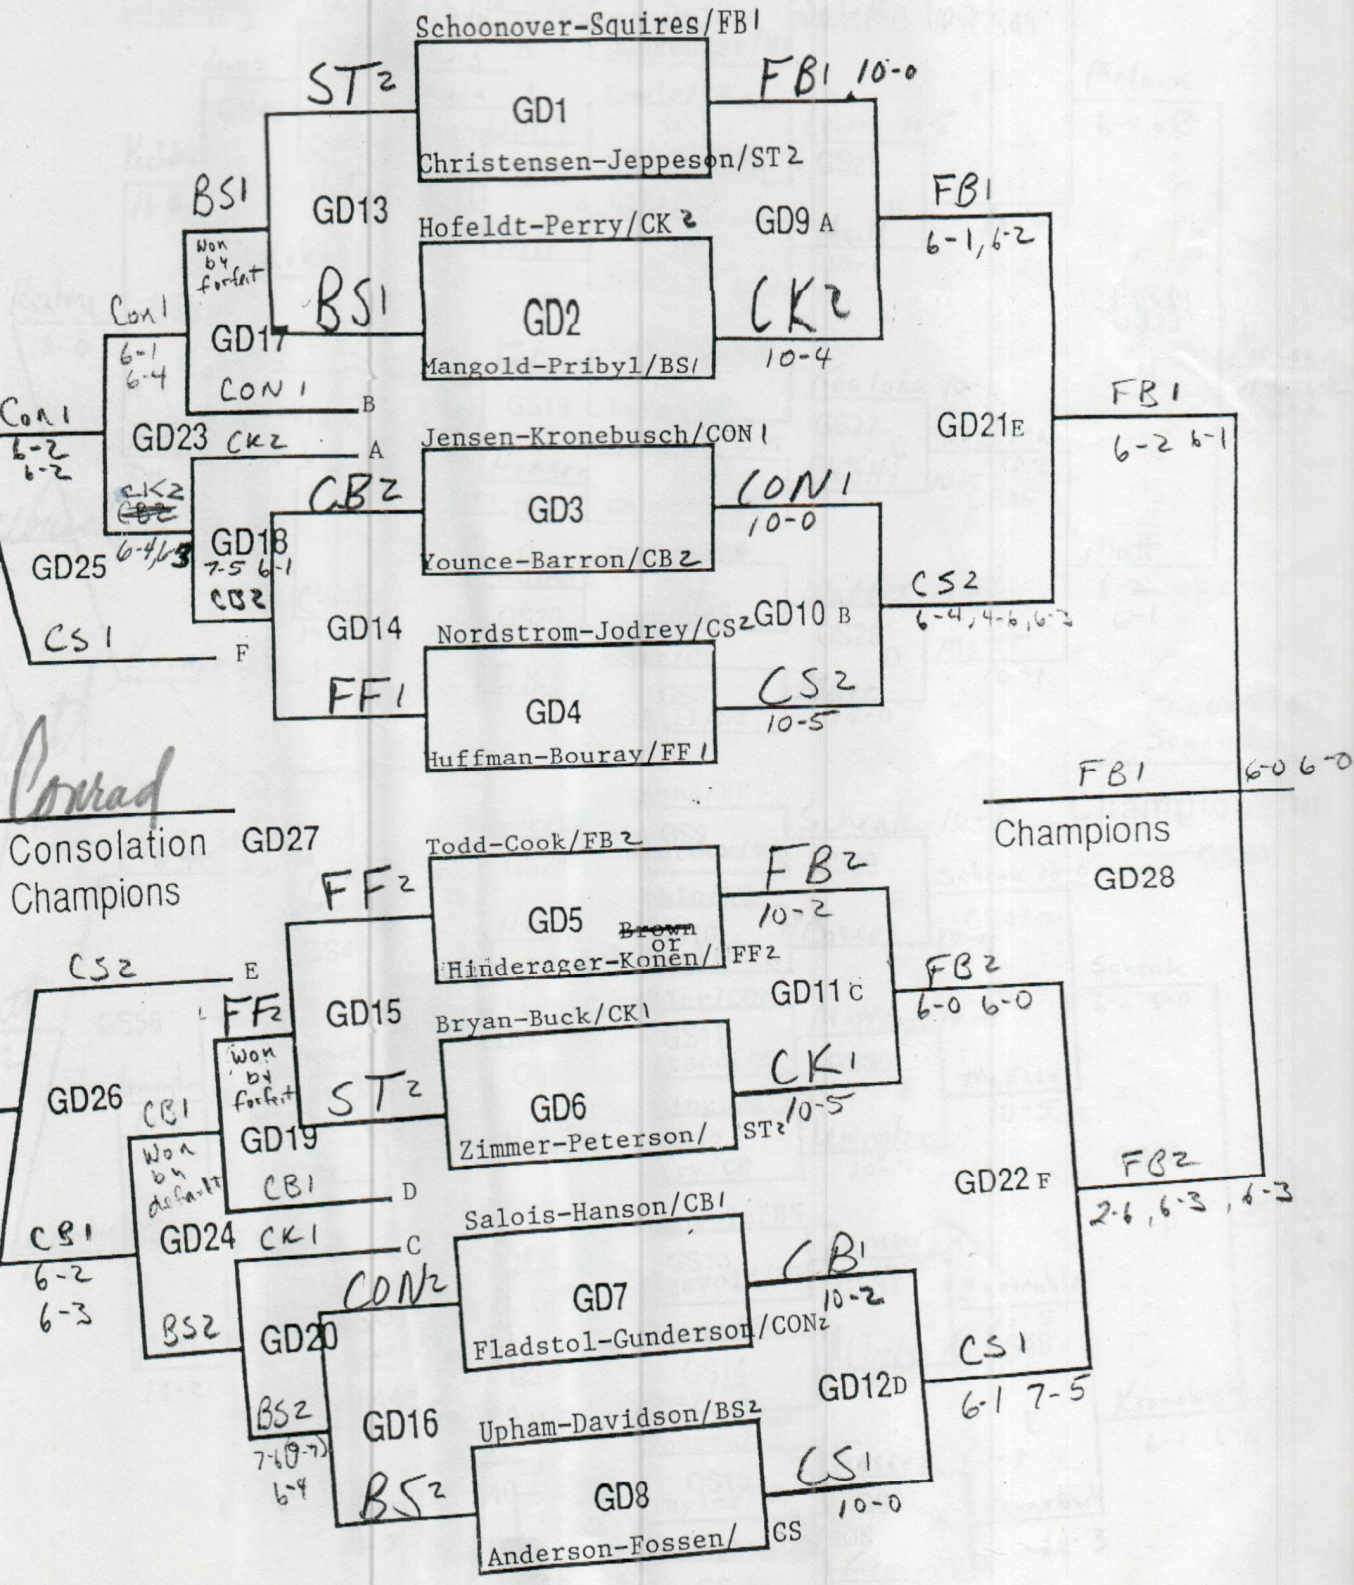 Schoonover-Squires/FB1
ST2
GD1
FB1 10-0
Christensen-Jeppeson/ST2
BS1
GD13
Hofeldt-Perry/CK2
GD9 A
FB1
6-1, 6-2
Won
by
forfeit
BS1
GD2
CK2
10-4
Con1
6-1
6-4
GD17
Mangold-Pribyl/BS1
CON1
B
Con1
6-2
6-2
GD23
CK2
A
Jensen-Kronebusch/CON1
GD21E
FB1
6-2 6-1
CK2
CB2
6-4, 6-3
CB2
GD3
CON1
10-0
GD18
7-5 6-1
CB2
GD25
Younce-Barron/CB2
CS2
6-4, 4-6, 6-3
CS1
F
GD14
Nordstrom-Jodrey/CS2
GD10 B
FF1
GD4
CS2
10-5
Huffman-Bouray/FF1
Conrad
Consolation
Champions
GD27
FB1
6-0 6-0
Champions
GD28
Todd-Cook/FB2
FF2
GD5
FB2
10-2
Brown
or
Hinderager-Konen/ FF2
CS2
E
FF2
GD15
GD11 C
FB2
6-0 6-0
Bryan-Buck/CK1
Won
by
forfeit
ST2
GD6
CK1
10-5
GD26
CB1
GD19
Zimmer-Peterson/ ST2
Won
by
default
CB1
D
GD22 F
FB2
2-6, 6-3, 6-3
Salois-Hanson/CB1
CB1
6-2
6-3
GD24
CK1
C
CON2
GD7
CB1
10-2
BS2
GD20
Fladstol-Gunderson/CON2
CS1
6-1 7-5
GD12D
BS2
7-6(9-7)
6-4
GD16
Upham-Davidson/BS2
BS2
GD8
CS1
10-0
Anderson-Fossen/ CS